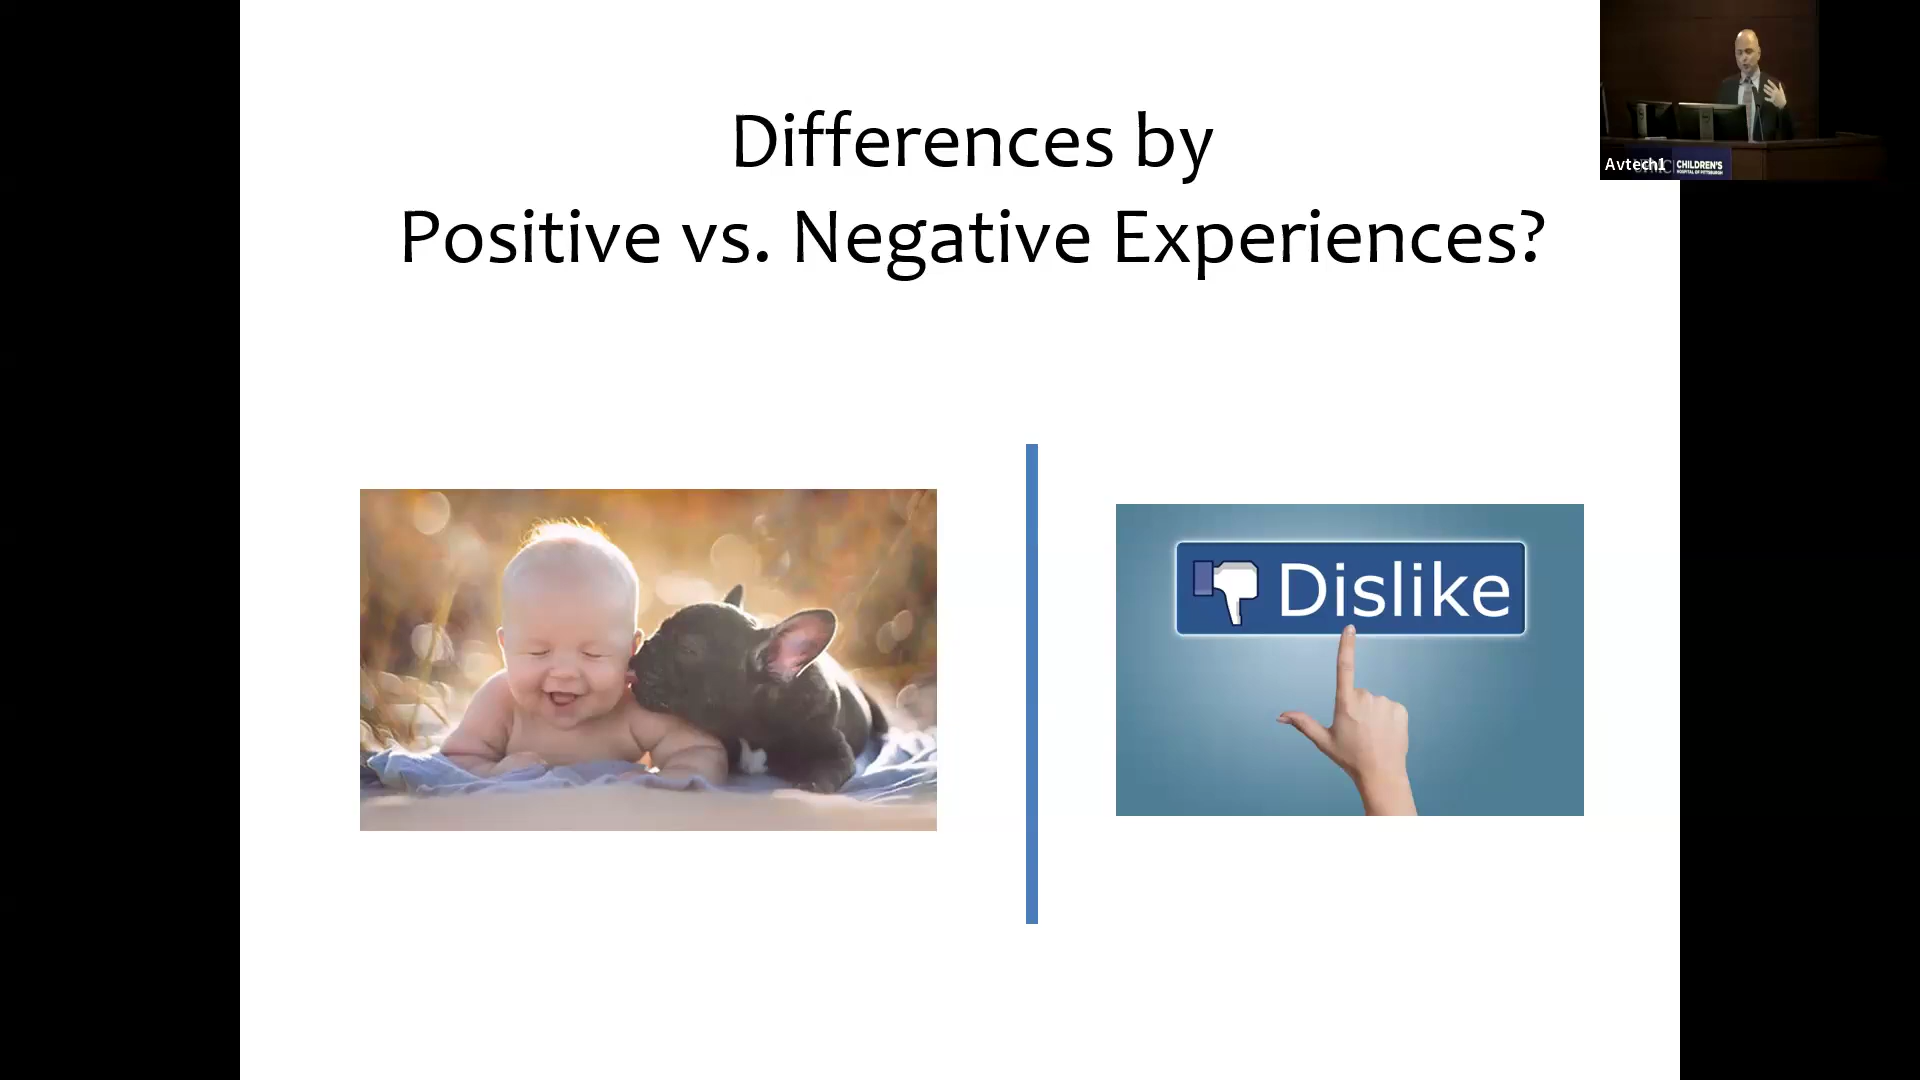 Differences by
Positive vs. Negative Experiences?
Dislike
Avtech1
CHILDREN'S
HOSPITAL OF PITTSBURGH